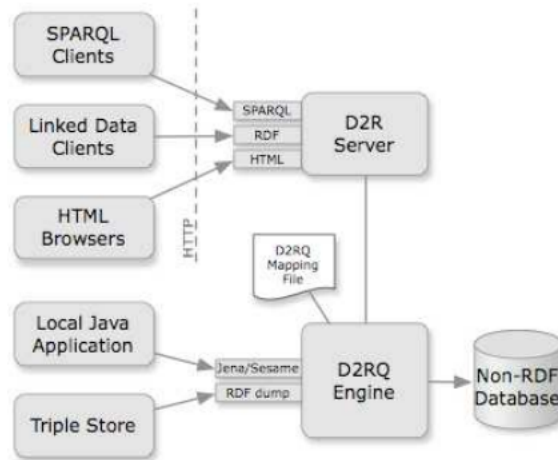 SPARQL
Clients
Linked Data
Clients
HTML
Browsers
HTTP
SPARQL
RDF
HTML
D2R
Server
D2RQ
Mapping
File
Local Java
Application
Triple Store
Jena/Sesame
RDF dump
D2RQ
Engine
Non-RDF
Database